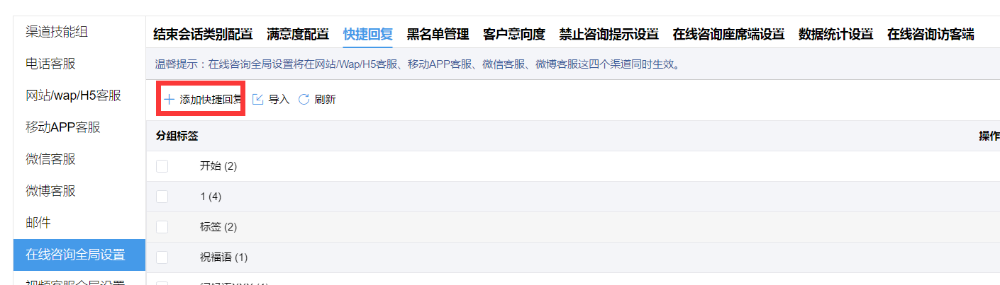 渠道技能组
电话客服
网站/wap/H5客服
移动APP客服
微信客服
微博客服
邮件
在线咨询全局设置
视频客服全局设置
结束会话类别配置 满意度配置 快捷回复 黑名单管理 客户意向度 禁止咨询提示设置 在线咨询座席端设置 数据统计设置 在线咨询访客端
温馨提示：在线咨询全局设置将在网站/Wap/H5客服、移动APP客服、微信客服、微博客服这四个渠道同时生效。
添加快捷回复 导入 刷新
分组标签 操作
开始 (2)
1 (4)
标签 (2)
祝福语 (1)